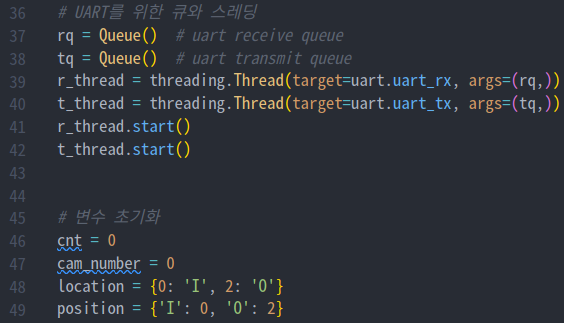 36 # UART를 위한 큐와 스레딩
37 rq = Queue()  # uart receive queue
38 tq = Queue()  # uart transmit queue
39 r_thread = threading.Thread(target=uart.uart_rx, args=(rq,))
40 t_thread = threading.Thread(target=uart.uart_tx, args=(tq,))
41 r_thread.start()
42 t_thread.start()
43
44
45 # 변수 초기화
46 cnt = 0
47 cam_number = 0
48 location = {0: 'I', 2: 'O'}
49 position = {'I': 0, 'O': 2}